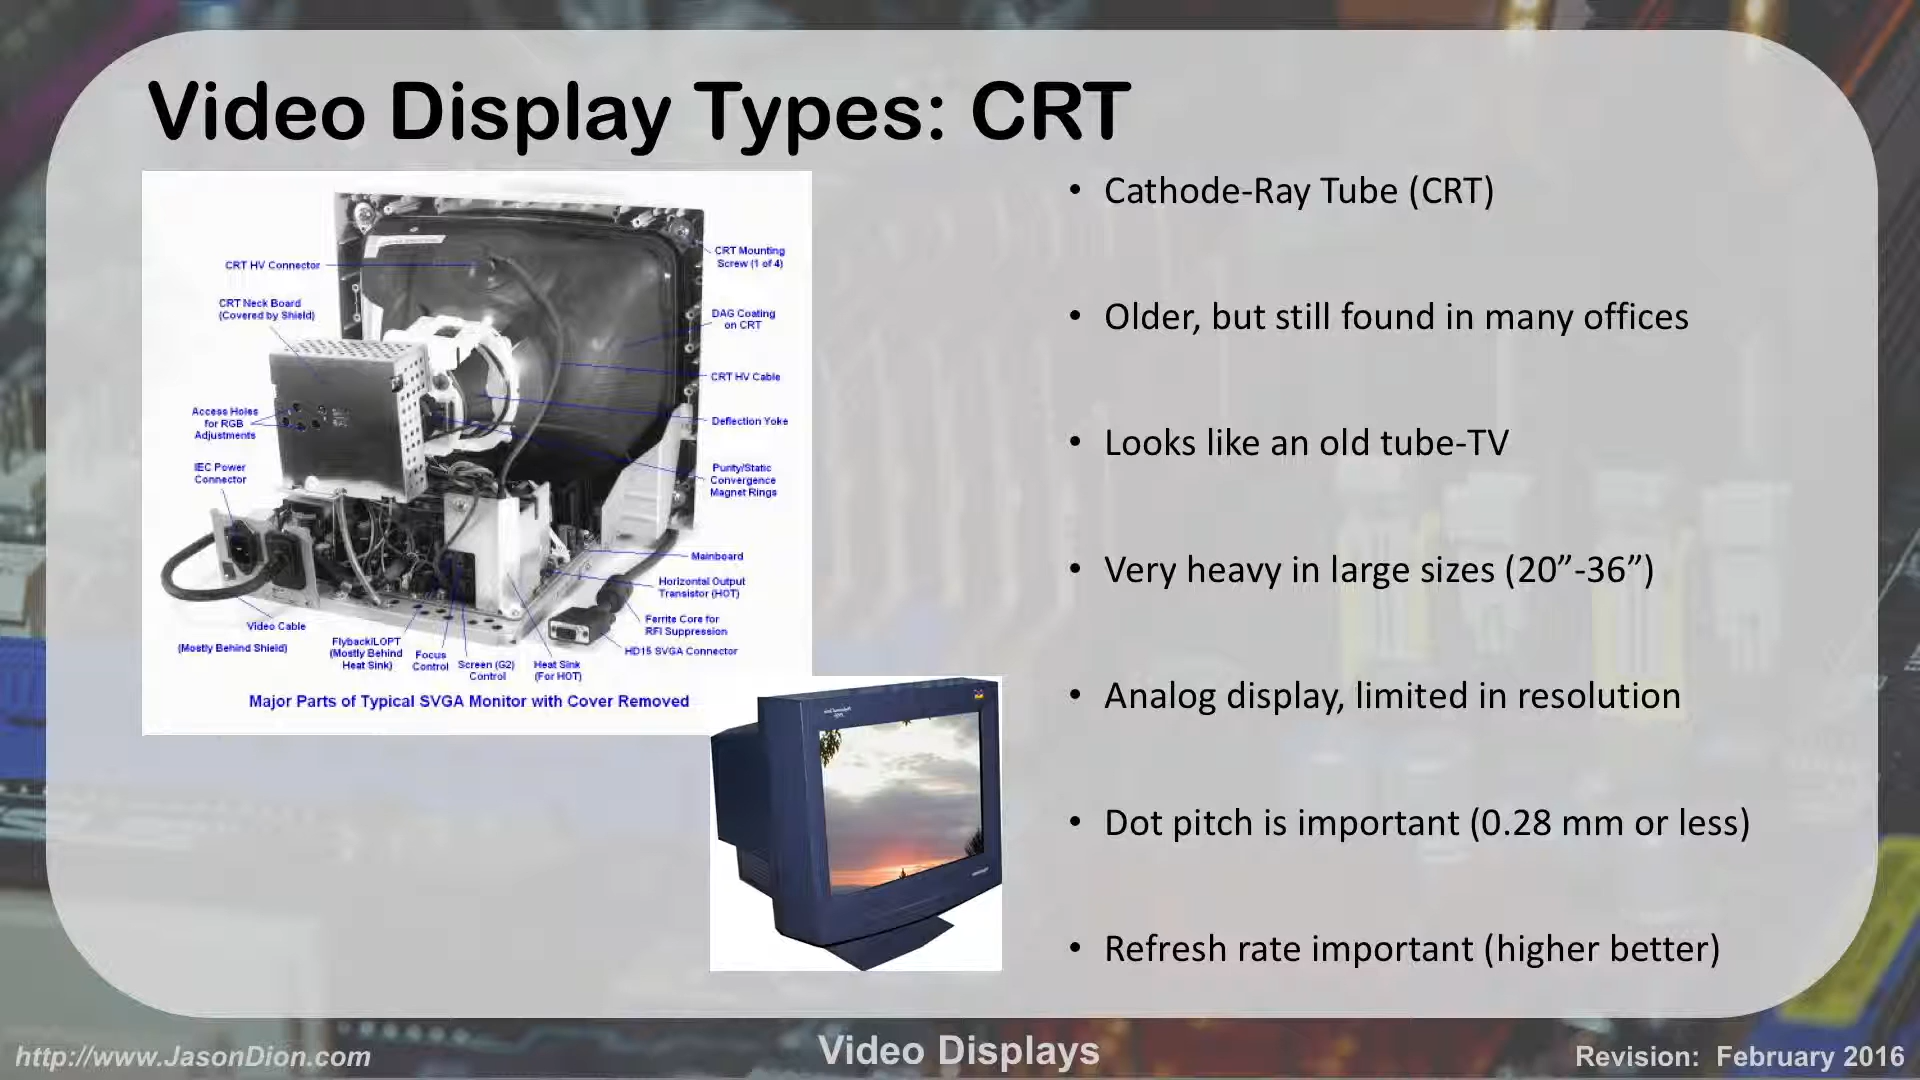 Video Display Types: CRT
CRT HV Connector
CRT Neck Board
(Covered by Shield)
Access Holes
for RGB
Adjustments
IEC Power
Connector
Video Cable
(Mostly Behind Shield)
Flyback/LOPT
(Mostly Behind
Heat Sink)
Focus
Control
Screen (G2)
Control
Heat Sink
(For HOT)
CRT Mounting
Screw (1 of 4)
DAG Coating
on CRT
CRT HV Cable
Deflection Yoke
Purity/Static
Convergence
Magnet Rings
Mainboard
Horizontal Output
Transistor (HOT)
Ferrite Core for
RFI Suppression
HD15 SVGA Connector
Major Parts of Typical SVGA Monitor with Cover Removed
• Cathode-Ray Tube (CRT)
• Older, but still found in many offices
• Looks like an old tube-TV
• Very heavy in large sizes (20”-36”)
• Analog display, limited in resolution
• Dot pitch is important (0.28 mm or less)
• Refresh rate important (higher better)
http://www.JasonDion.com
Video Displays
Revision: February 2016